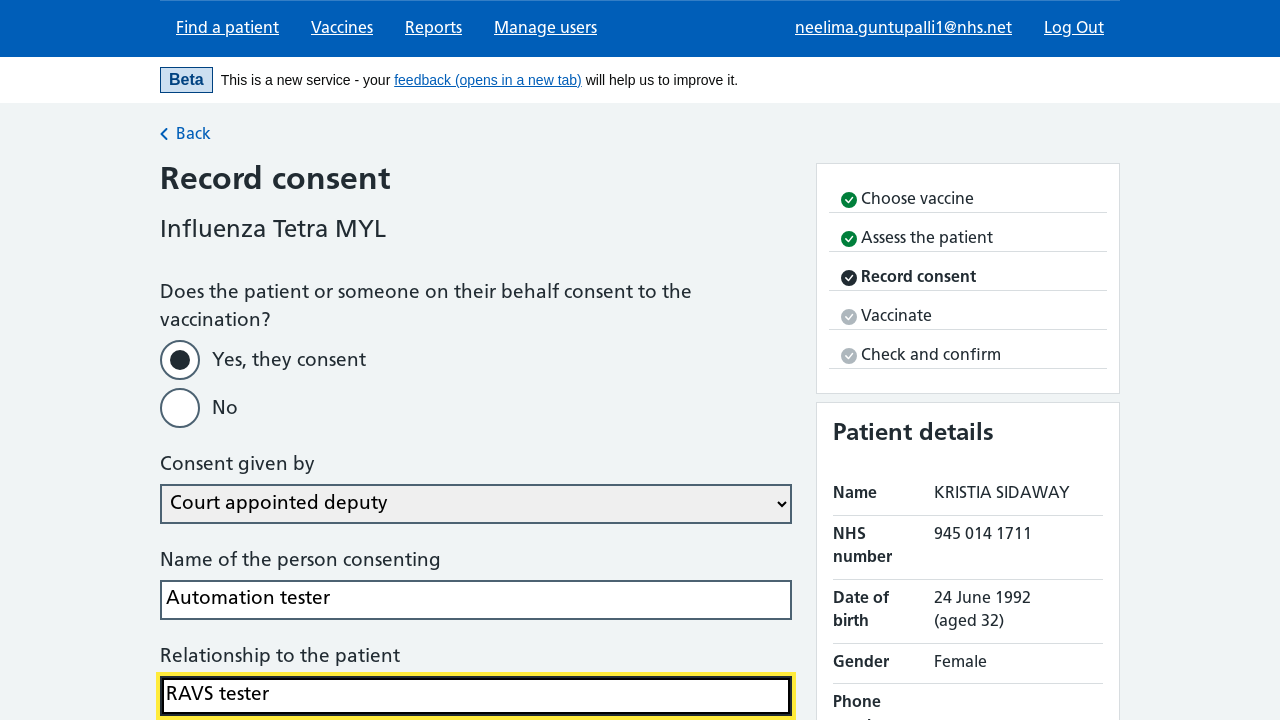 Find a patient Vaccines Reports Manage users neelima.guntupalli1@nhs.net Log Out
Beta This is a new service - your feedback (opens in a new tab) will help us to improve it.
Back
Record consent
Influenza Tetra MYL
Does the patient or someone on their behalf consent to the
vaccination?
Yes, they consent
No
Consent given by
Court appointed deputy
Name of the person consenting
Automation tester
Relationship to the patient
RAVS tester
Choose vaccine
Assess the patient
Record consent
Vaccinate
Check and confirm
Patient details
Name KRISTIA SIDAWAY
NHS 945 014 1711
number
Date of 24 June 1992
birth (aged 32)
Gender Female
Phone